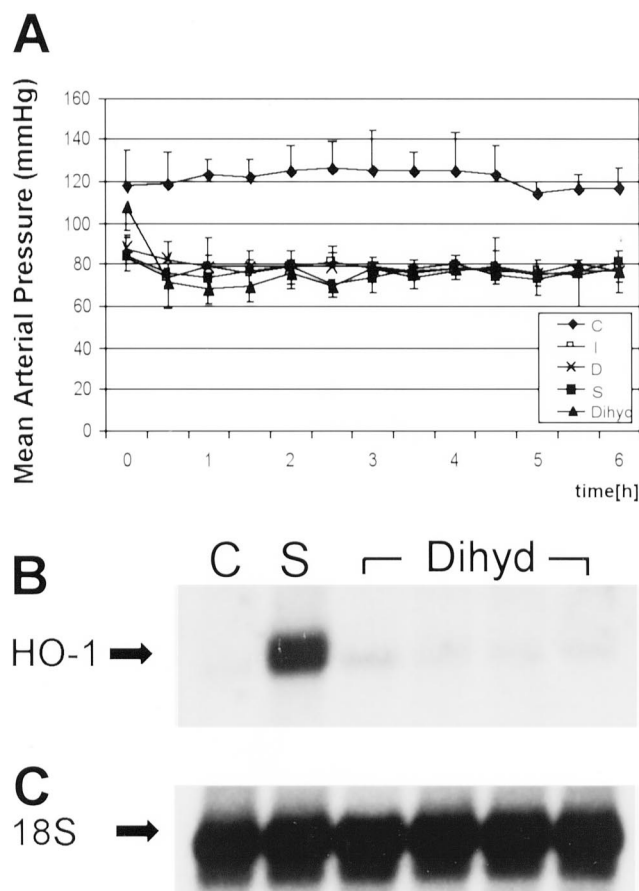 A
Mean Arterial Pressure (mmHg)
160
140
120
100
80
60
40
20
0
0 1 2 3 4 5 6
time[h]
C
I
D
S
Dihyd
B
C S Dihyd
HO-1
C
18S